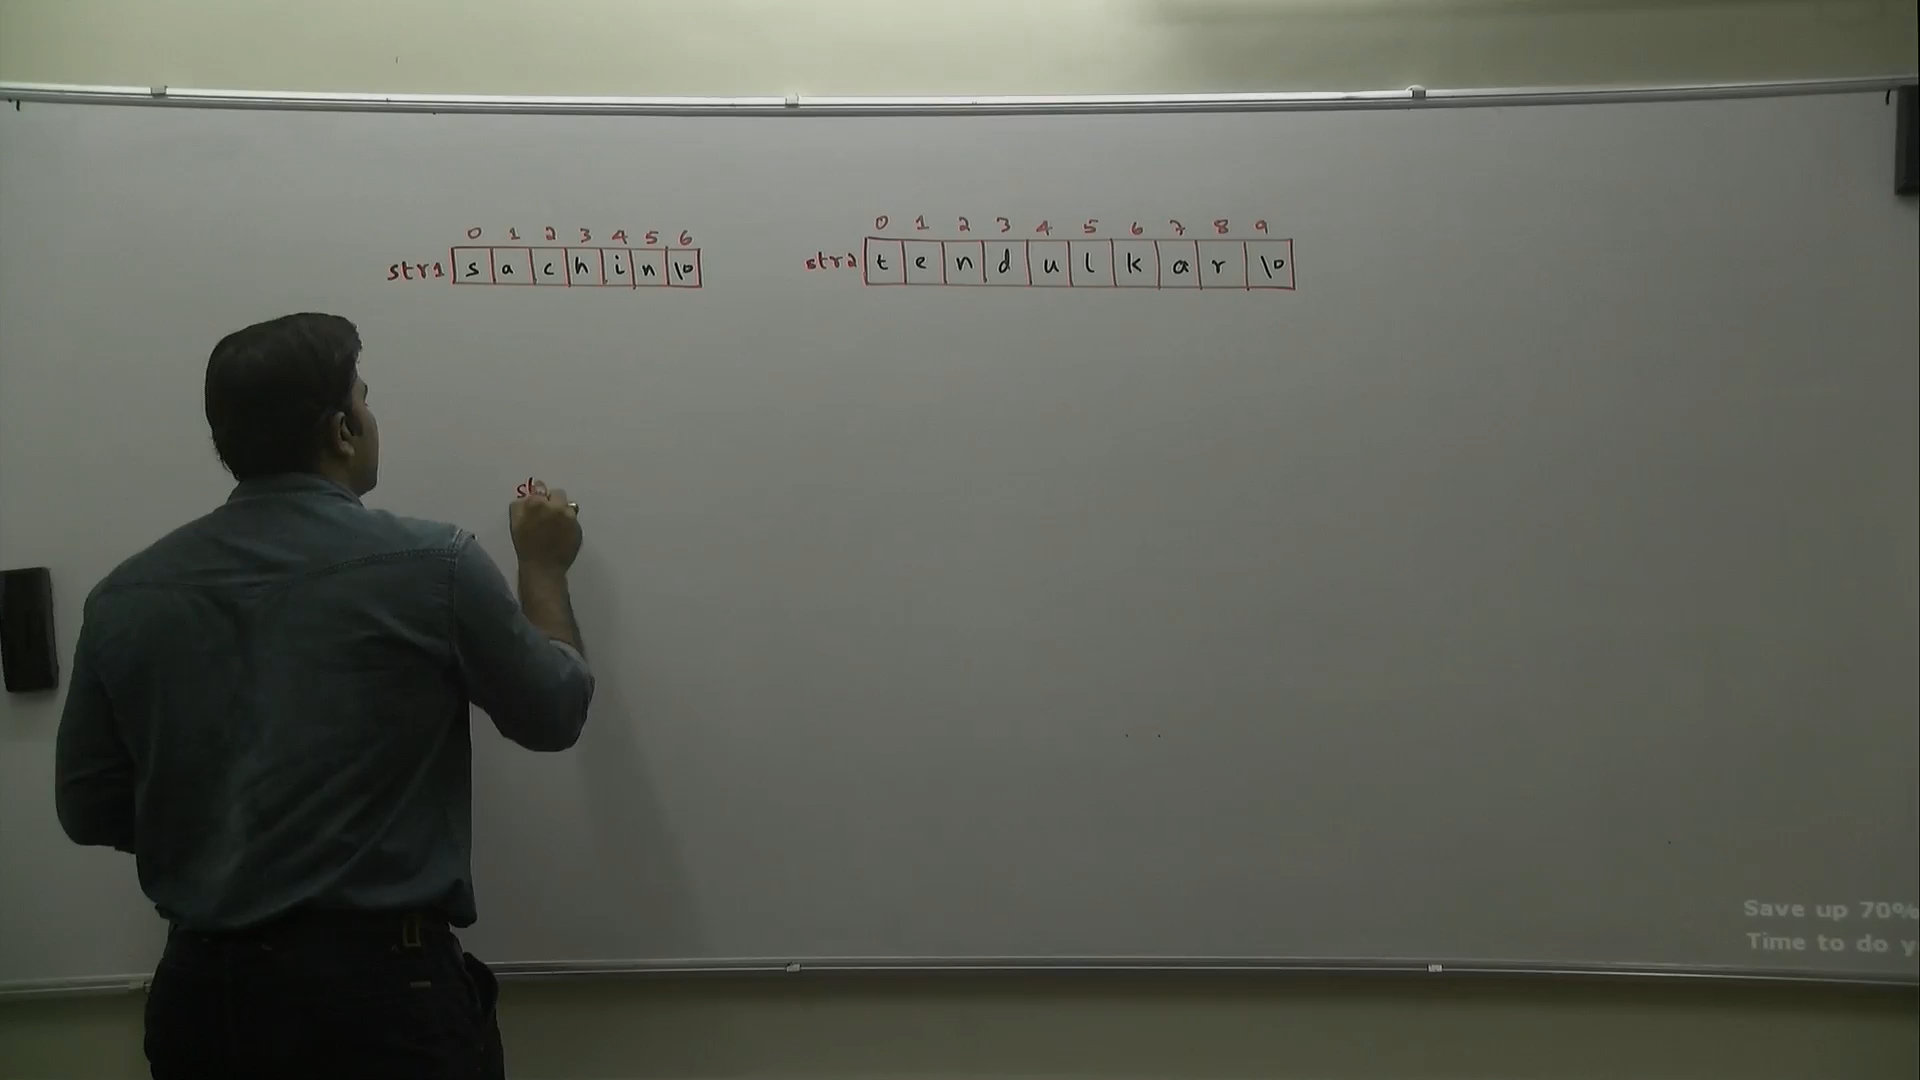 0 1 2 3 4 5 6
str1 s a c h i n \0
0 1 2 3 4 5 6 7 8 9
str2 t e n d u l k a r \0
st
Save up 70%
Time to do y